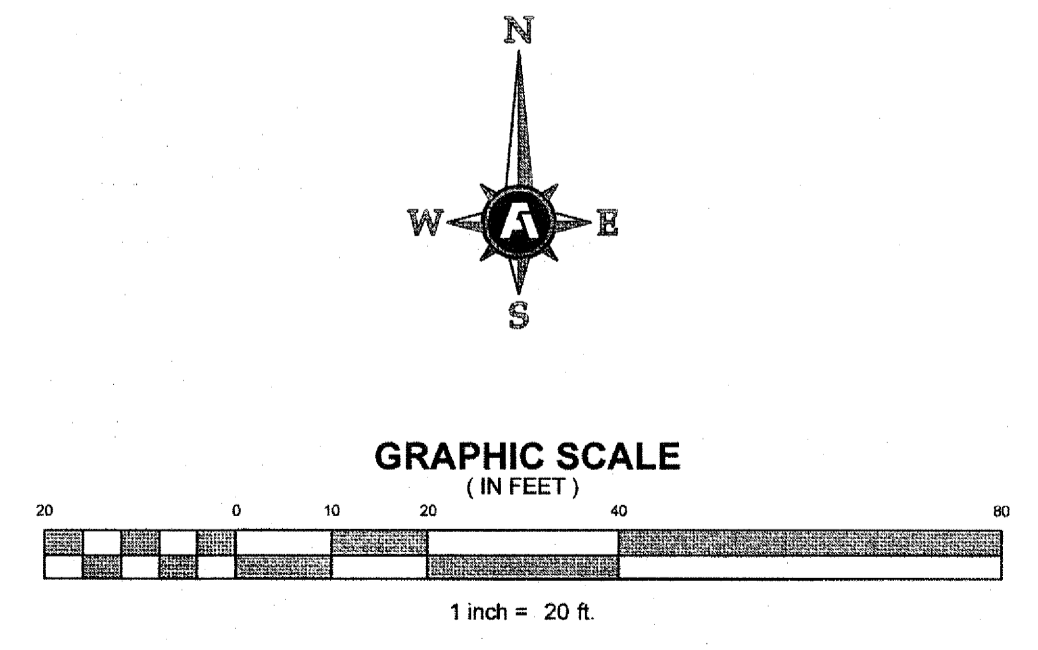 N
W A E
S
GRAPHIC SCALE
( IN FEET )
20 0 10 20 40 80
1 inch = 20 ft.